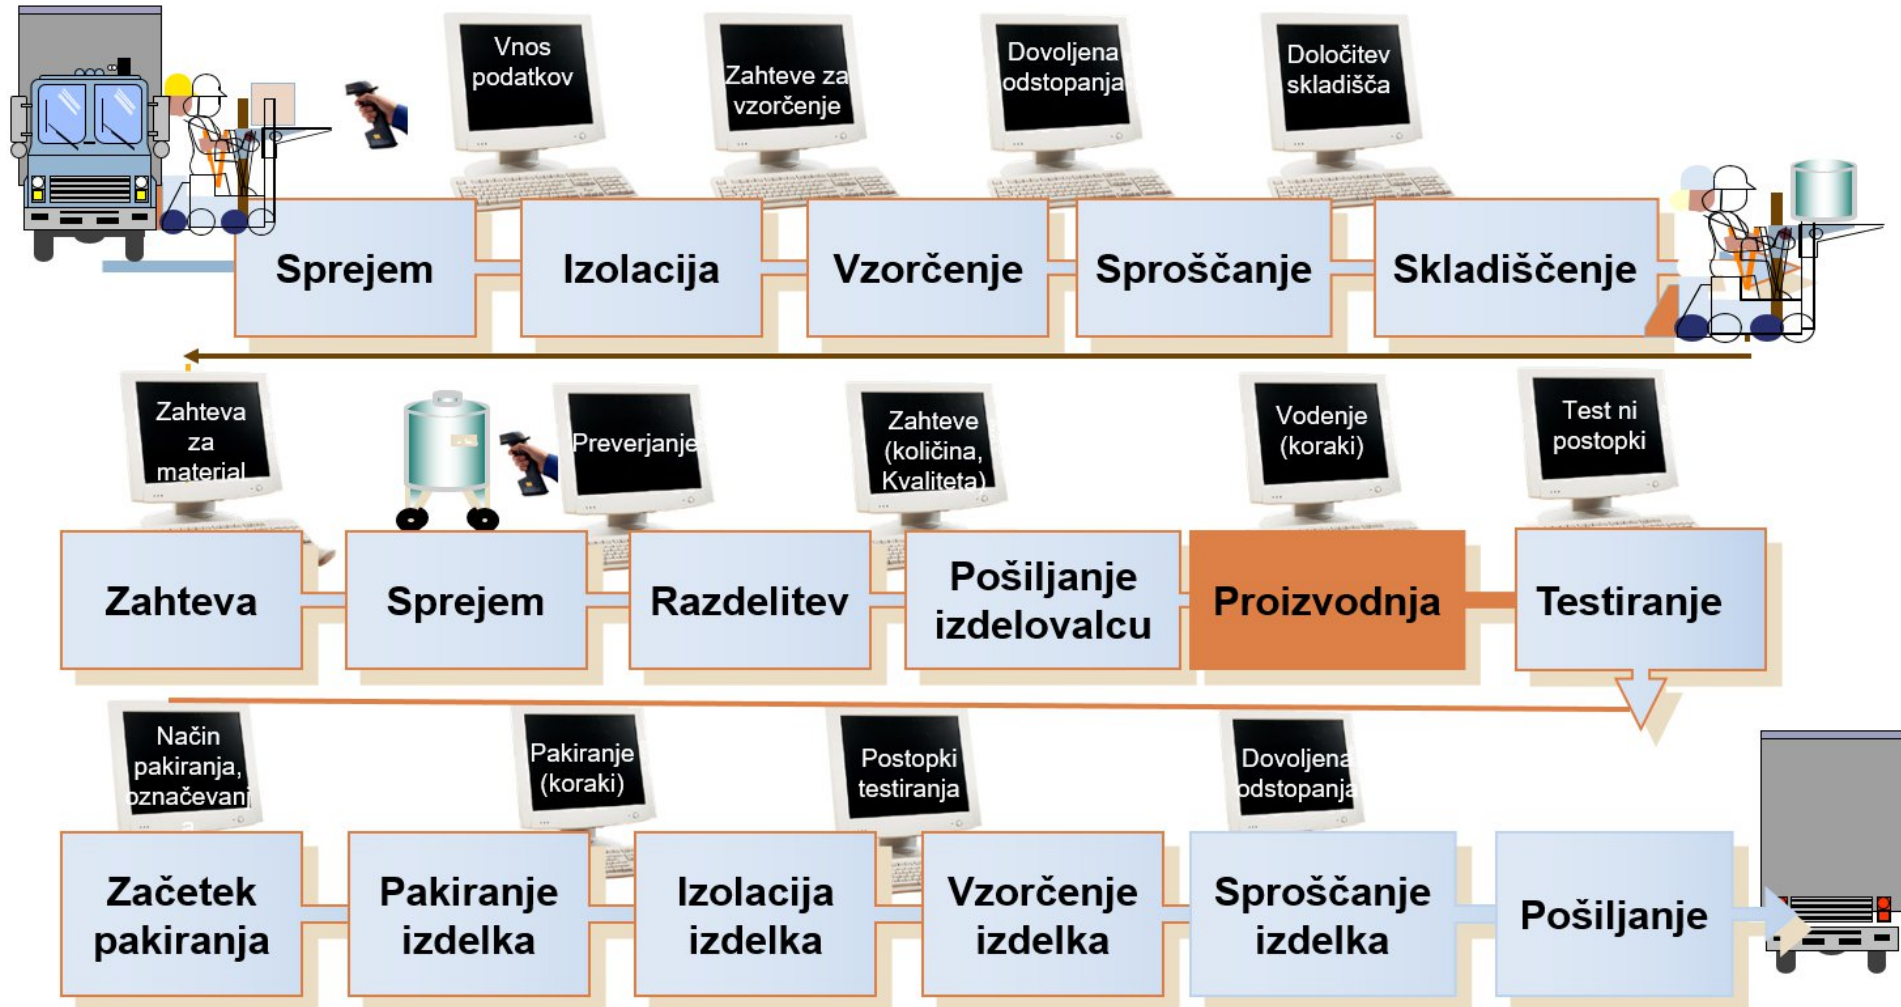 Vnos
podatkov
Zahteve za
vzorčenje
Dovoljena
odstopanja
Določitev
skladišča
Sprejem
Izolacija
Vzorčenje
Sproščanje
Skladiščenje
Zahteva
za
material
Preverjanje
Zahteve
(količina,
Kvaliteta)
Vodenje
(koraki)
Test ni
postopki
Zahteva
Sprejem
Razdelitev
Pošiljanje
izdelovalcu
Proizvodnja
Testiranje
Način
pakiranja,
označevanj
a
Pakiranje
(koraki)
Postopki
testiranja
Dovoljena
odstopanja
Začetek
pakiranja
Pakiranje
izdelka
Izolacija
izdelka
Vzorčenje
izdelka
Sproščanje
izdelka
Pošiljanje